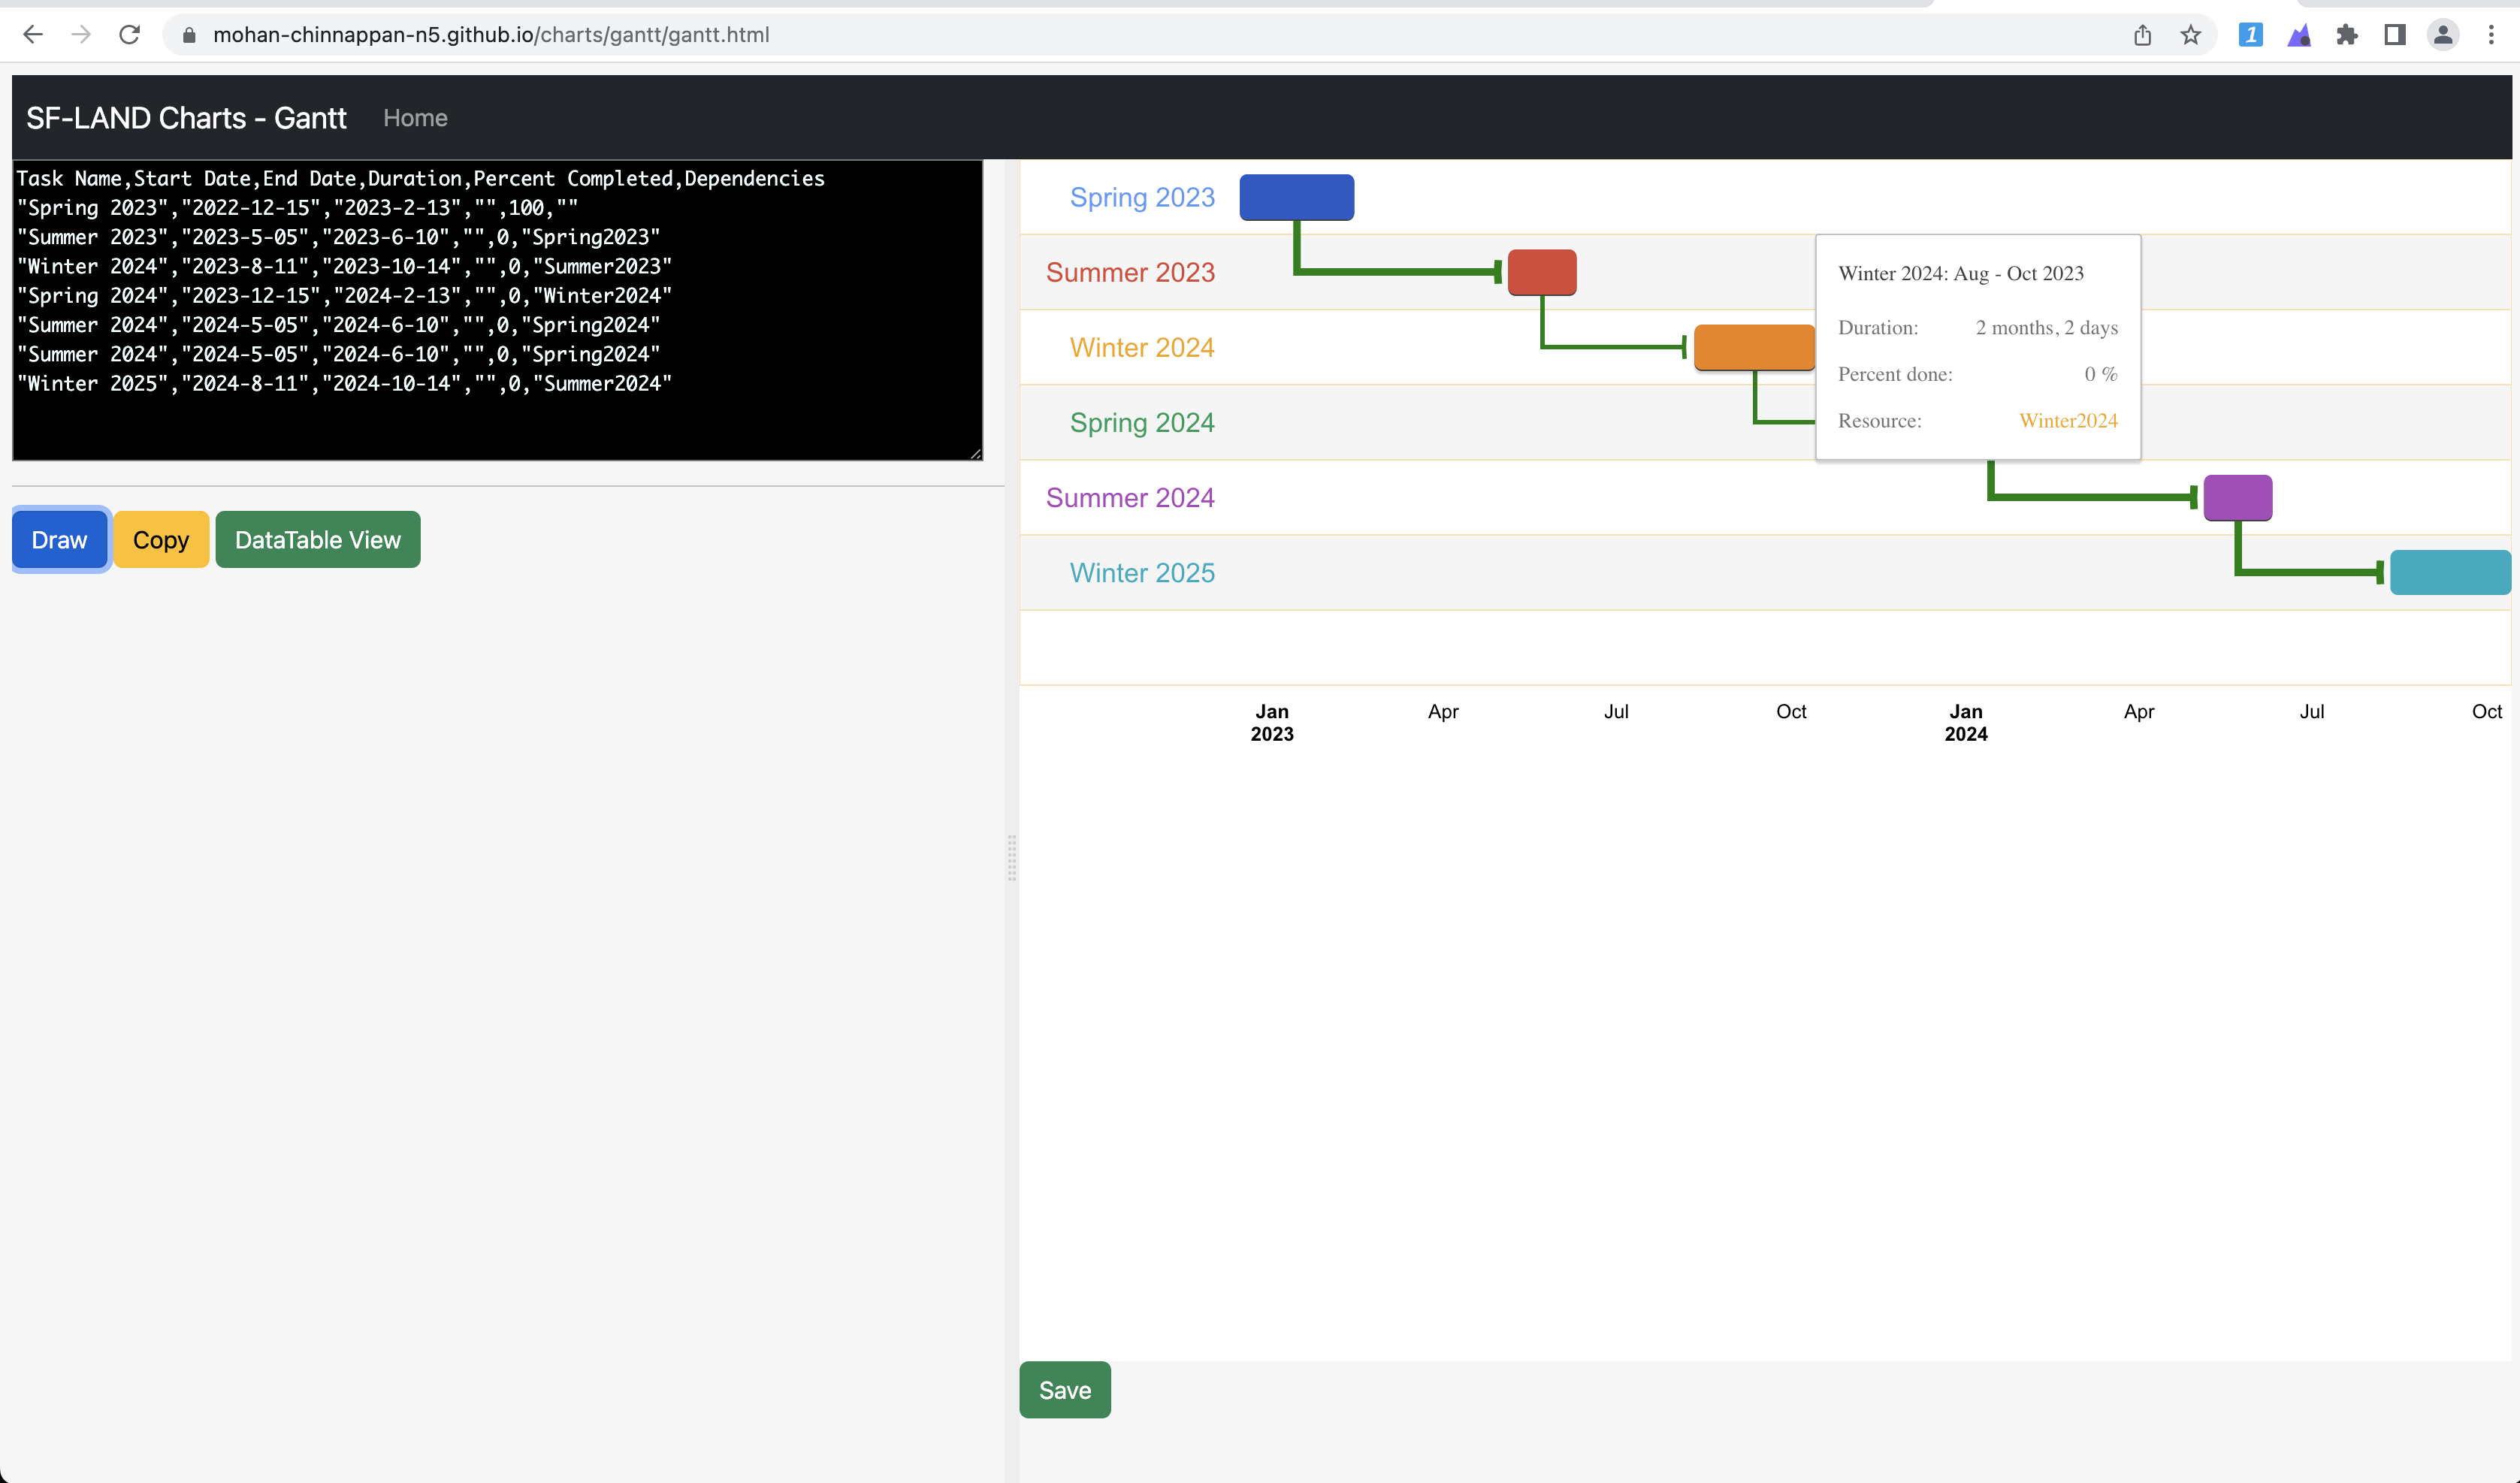 mohan-chinnappan-n5.github.io/charts/gantt/gantt.html
1
SF-LAND Charts - Gantt Home
Task Name,Start Date,End Date,Duration,Percent Completed,Dependencies
"Spring 2023","2022-12-15","2023-2-13","",100,""
"Summer 2023","2023-5-05","2023-6-10","",0,"Spring2023"
"Winter 2024","2023-8-11","2023-10-14","",0,"Summer2023"
"Spring 2024","2023-12-15","2024-2-13","",0,"Winter2024"
"Summer 2024","2024-5-05","2024-6-10","",0,"Spring2024"
"Summer 2024","2024-5-05","2024-6-10","",0,"Spring2024"
"Winter 2025","2024-8-11","2024-10-14","",0,"Summer2024"
Draw Copy DataTable View
Spring 2023
Summer 2023
Winter 2024
Spring 2024
Summer 2024
Winter 2025
Winter 2024: Aug - Oct 2023
Duration: 2 months, 2 days
Percent done: 0 %
Resource: Winter2024
Jan Apr Jul Oct Jan Apr Jul Oct
2023 2024
Save